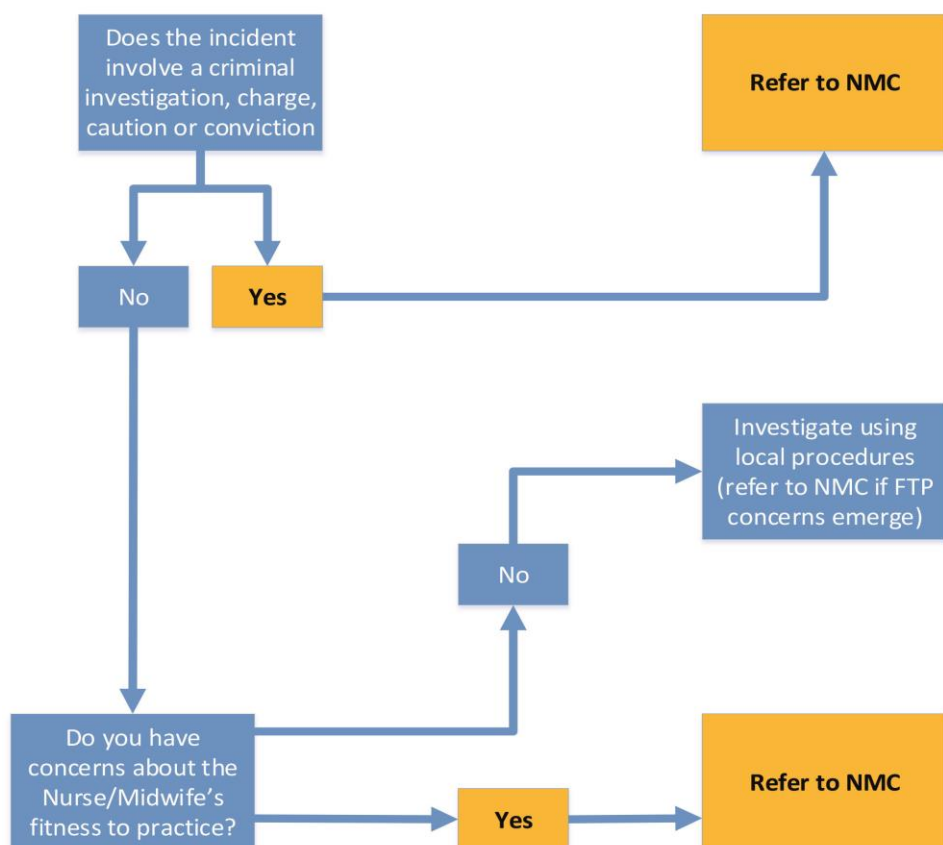 Does the incident
involve a criminal
investigation, charge,
caution or conviction
Refer to NMC
No
Yes
Investigate using
local procedures
(refer to NMC if FTP
concerns emerge)
No
Do you have
concerns about the
Nurse/Midwife’s
fitness to practice?
Yes
Refer to NMC